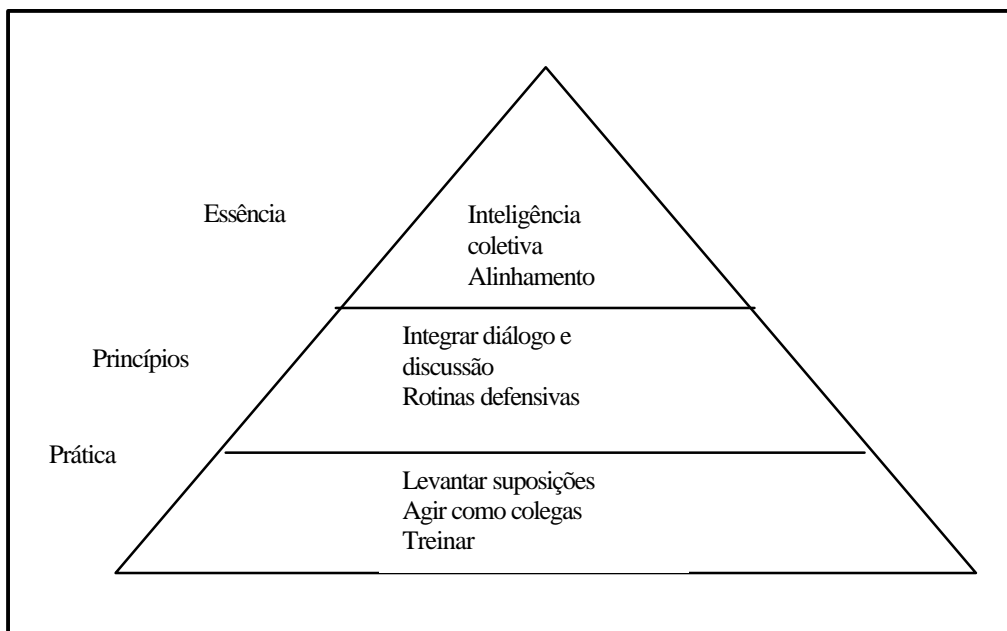 Essência
Inteligência
coletiva
Alinhamento
Princípios
Integrar diálogo e
discussão
Rotinas defensivas
Prática
Levantar suposições
Agir como colegas
Treinar